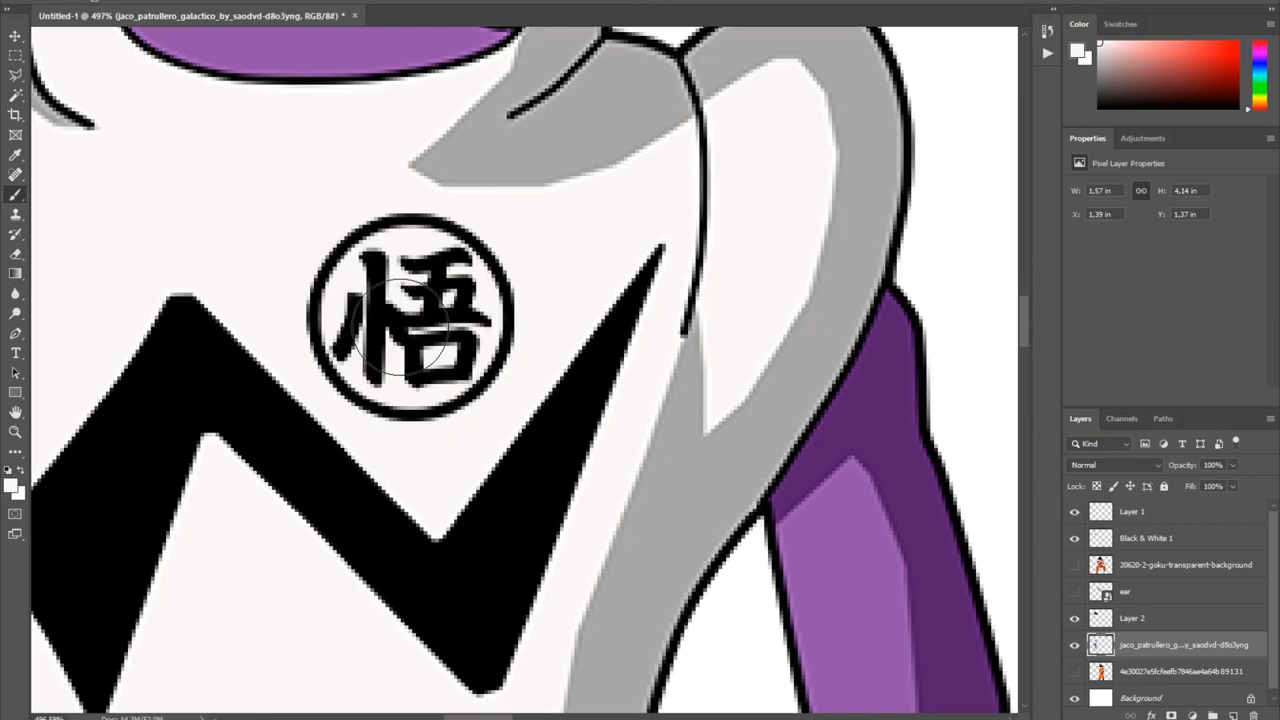 Untitled-1 @ 497% (jaco_patrullero_galactico_by_saodvd-d8o3yng, RGB/8#) * ×
Color Swatches
Properties Adjustments
Pixel Layer Properties
W: 1,57 in H: 4,14 in
X: 1,39 in Y: 1,37 in
悟
Layers Channels Paths
Kind
Normal Opacity: 100%
Lock: Fill: 100%
Layer 1
Black & White 1
20620-2-goku-transparent-background
ear
Layer 2
jaco_patrullero_g...y_saodvd-d8o3yng
4e30027e5fcfeefb7846ae4a64b89131
Background